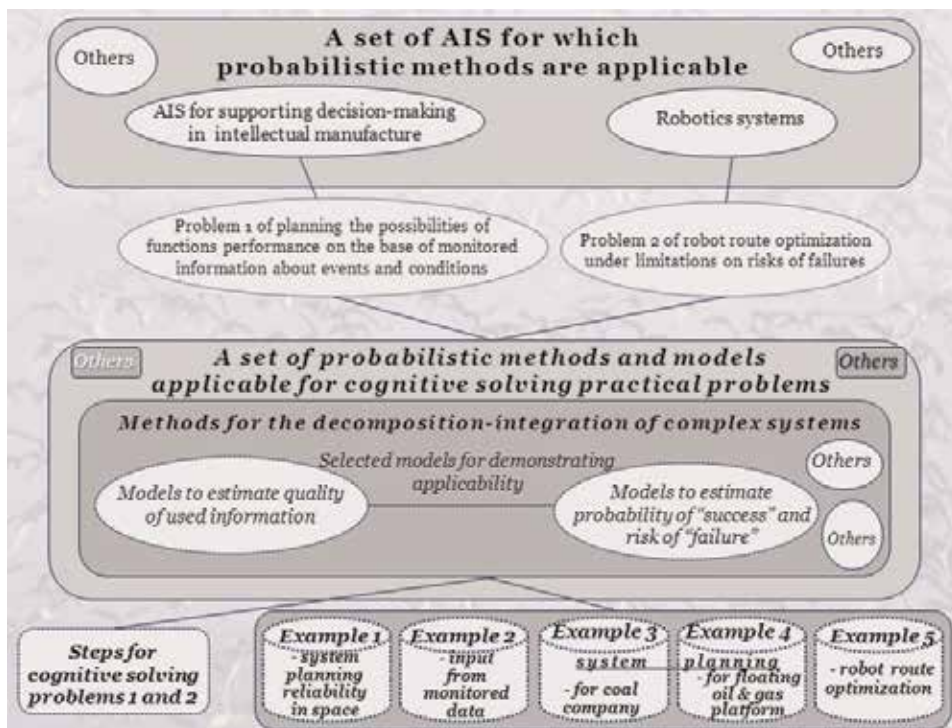 A set of AIS for which
probabilistic methods are applicable
Others
Others
AIS for supporting decision-making
in intellectual manufacture
Robotics systems
Problem 1 of planning the possibilities of
functions performance on the base of monitored
information about events and conditions
Problem 2 of robot route optimization
under limitations on risks of failures
Others
A set of probabilistic methods and models
applicable for cognitive solving practical problems
Others
Methods for the decomposition-integration of complex systems
Selected models for demonstrating
applicability
Models to estimate quality
of used information
Models to estimate
probability of "success" and
risk of "failure"
Others
Others
Steps for
cognitive solving
problems 1 and 2
Example 1
- system
planning
reliability
in space
Example 2
- input
from
monitored
data
Example 3
Example 4
system planning
- for coal
company
- for floating
oil & gas
platform
Example 5
- robot route
optimization